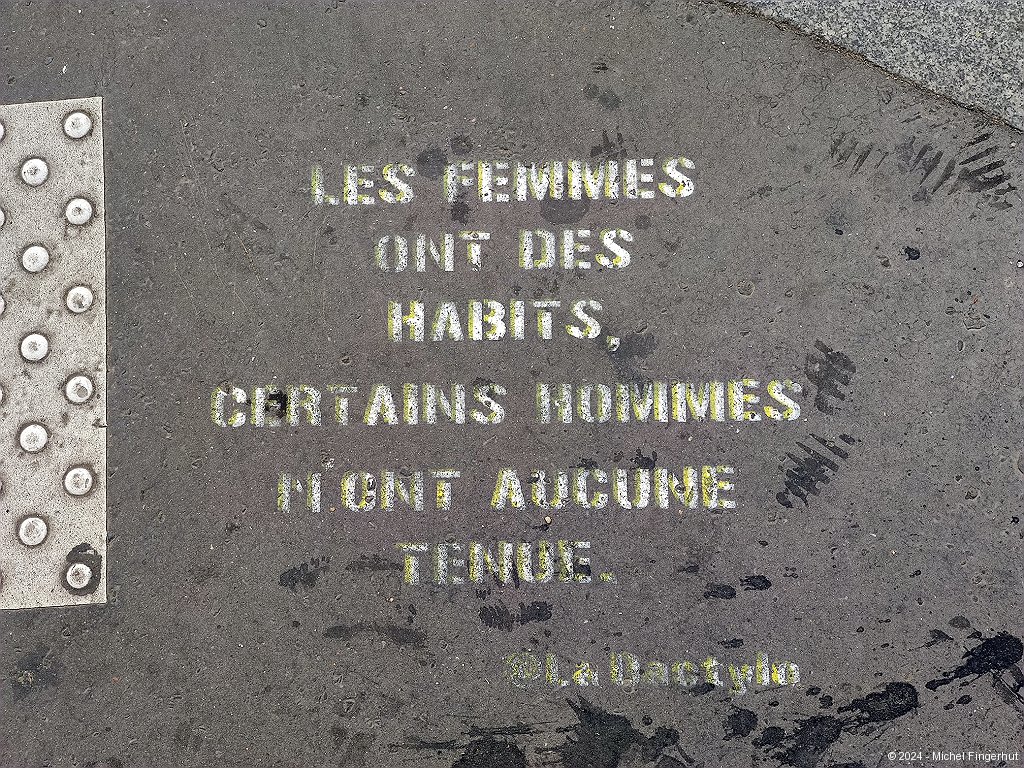 LES FEMMES
ONT DES
HABITS,
CERTAINS HOMMES
N'ONT AUCUNE
TENUE.
@LaDactylo
© 2024 - Michel Fingerhut